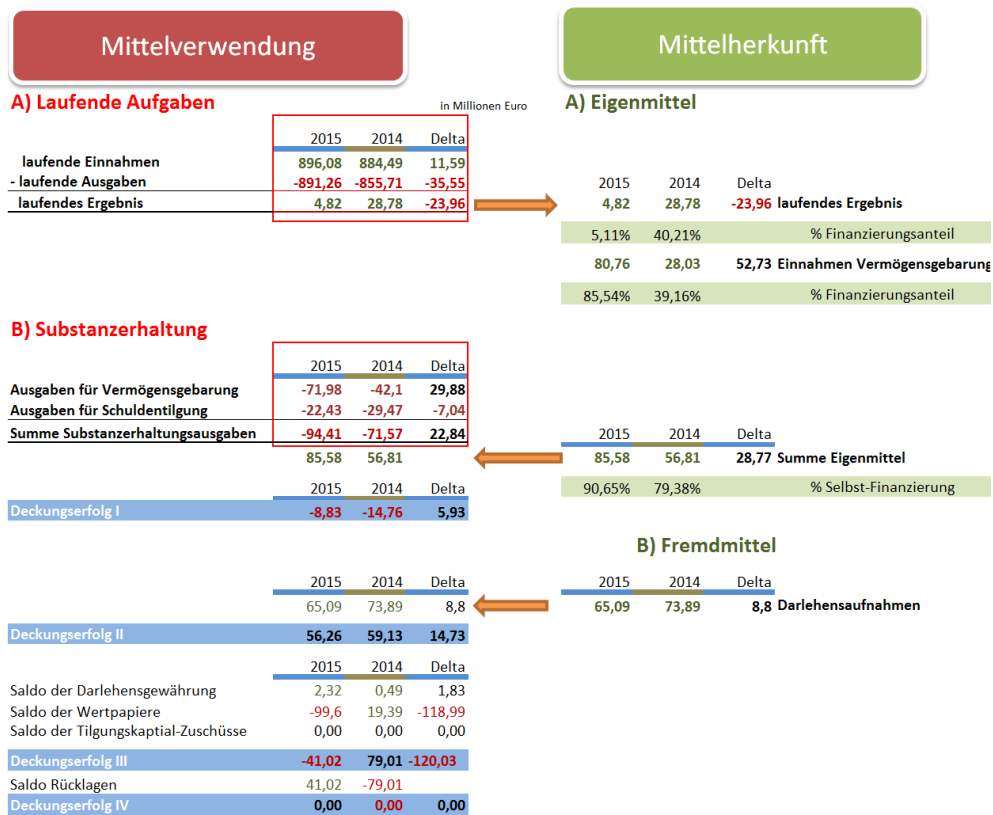 Mittelverwendung
Mittelherkunft
A) Laufende Aufgaben
in Millionen Euro
A) Eigenmittel
2015 2014 Delta
laufende Einnahmen 896,08 884,49 11,59
- laufende Ausgaben -891,26 -855,71 -35,55
2015 2014 Delta
laufendes Ergebnis 4,82 28,78 -23,96
4,82 28,78 -23,96 laufendes Ergebnis
5,11% 40,21% % Finanzierungsanteil
80,76 28,03 52,73 Einnahmen Vermögensgebarung
85,54% 39,16% % Finanzierungsanteil
B) Substanzerhaltung
2015 2014 Delta
Ausgaben für Vermögensgebarung -71,98 -42,1 29,88
Ausgaben für Schuldentilgung -22,43 -29,47 -7,04
Summe Substanzerhaltungsausgaben -94,41 -71,57 22,84
2015 2014 Delta
85,58 56,81
85,58 56,81 28,77 Summe Eigenmittel
2015 2014 Delta
90,65% 79,38% % Selbst-Finanzierung
Deckungserfolg I -8,83 -14,76 5,93
B) Fremdmittel
2015 2014 Delta
2015 2014 Delta
65,09 73,89 8,8
65,09 73,89 8,8 Darlehensaufnahmen
Deckungserfolg II 56,26 59,13 14,73
2015 2014 Delta
Saldo der Darlehensgewährung 2,32 0,49 1,83
Saldo der Wertpapiere -99,6 19,39 -118,99
Saldo der Tilgungskaptial-Zuschüsse 0,00 0,00 0,00
Deckungserfolg III -41,02 79,01 -120,03
Saldo Rücklagen 41,02 -79,01
Deckungserfolg IV 0,00 0,00 0,00